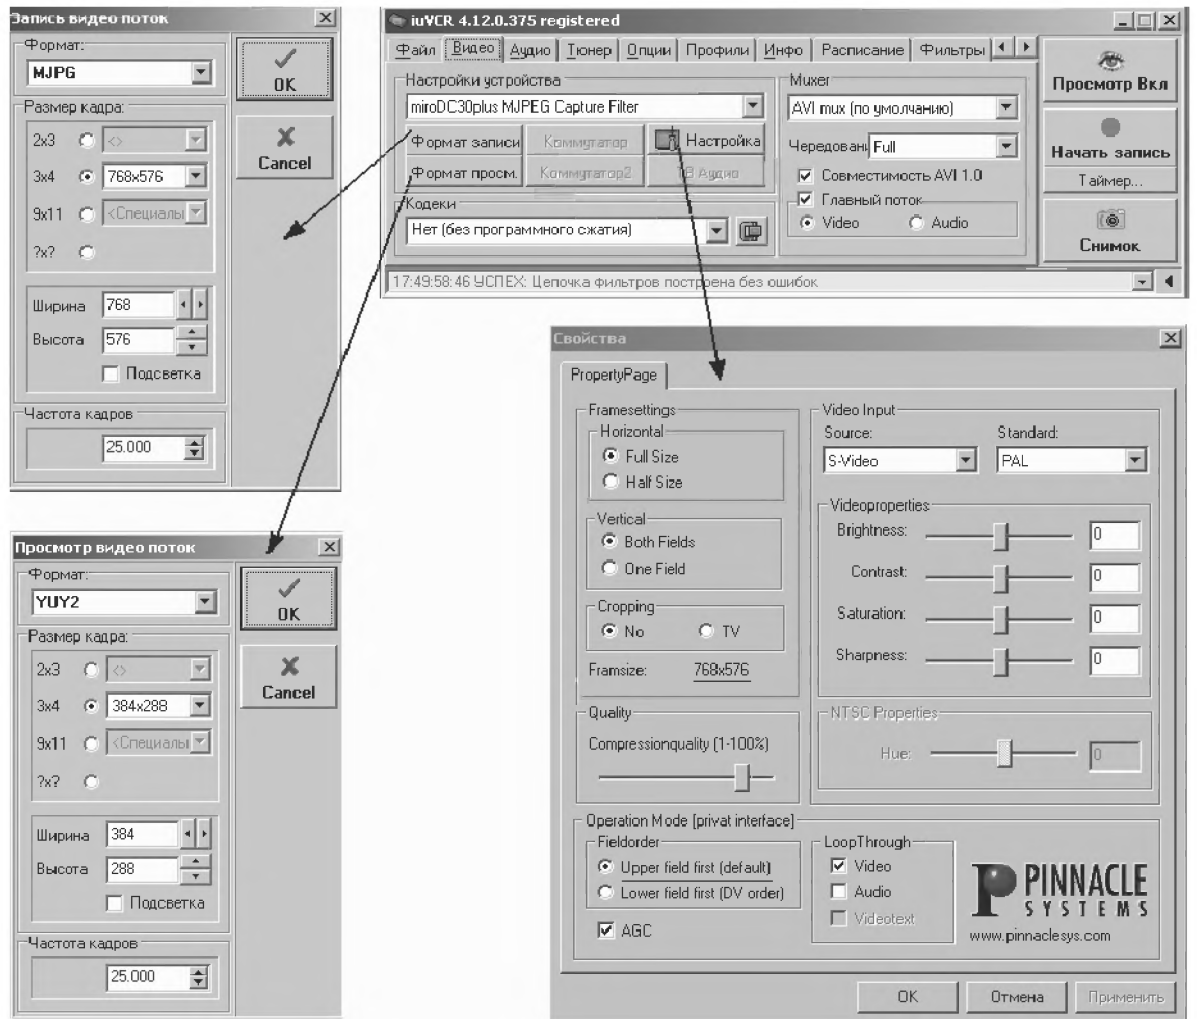 Запись видео поток
Формат:
MJPG
OK
Cancel
Размер кадра:
2x3 <>
3x4 768x576
9x11 <Специалы
?x?
Ширина 768
Высота 576
Подсветка
Частота кадров
25.000
iuVCR 4.12.0.375 registered
Файл Видео Аудио Тюнер Опции Профили Инфо Расписание Фильтры
Настройки устройства
miroDC30plus MJPEG Capture Filter
Формат записи Коммутатор Настройка
Формат просм. Коммутатор2 ТВ Аудио
Кодеки
Нет (без программного сжатия)
Muxer
AVI mux (по умолчанию)
Чередовани Full
Совместимость AVI 1.0
Главный поток
Video Audio
Просмотр Вкл
Начать запись
Таймер...
Снимок
17:49:58:46 УСПЕХ: Цепочка фильтров построена без ошибок
Просмотр видео поток
Формат:
YUY2
OK
Cancel
Размер кадра:
2x3 <>
3x4 384x288
9x11 <Специалы
?x?
Ширина 384
Высота 288
Подсветка
Частота кадров
25.000
Свойства
PropertyPage
Framesettings
Horizontal
Full Size
Half Size
Vertical
Both Fields
One Field
Cropping
No TV
Framsize: 768x576
Quality
Compressionquality (1-100%)
Video Input
Source: Standard:
S-Video PAL
Videoproperties
Brightness: 0
Contrast: 0
Saturation: 0
Sharpness: 0
NTSC Properties
Hue: 0
Operation Mode [privat interface]
Fieldorder
Upper field first (default)
Lower field first (DV order)
AGC
LoopThrough
Video
Audio
Videotext
PINNACLE
SYSTEMS
www.pinnaclesys.com
OK Отмена Применить